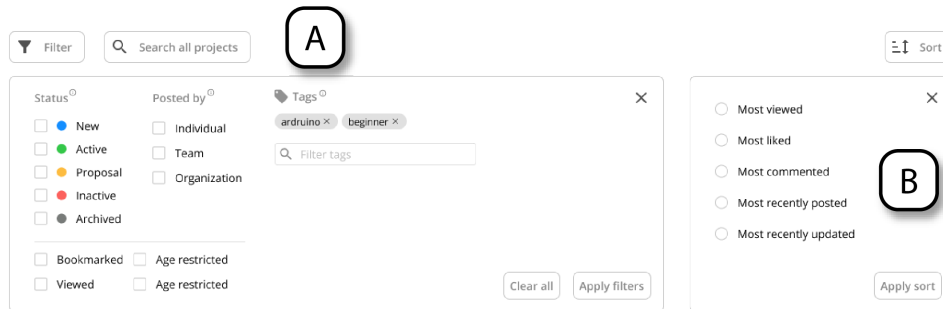 Filter
Search all projects
A
Sort
Status
Posted by
Tags
New
Active
Proposal
Inactive
Archived
Individual
Team
Organization
ardruino × beginner ×
Filter tags
Bookmarked
Age restricted
Viewed
Age restricted
Clear all
Apply filters
Most viewed
Most liked
Most commented
Most recently posted
Most recently updated
B
Apply sort